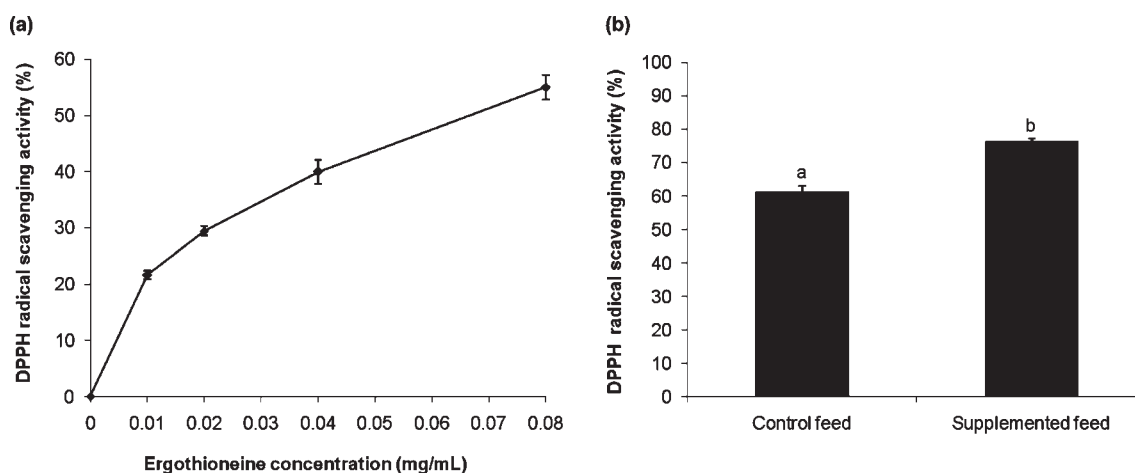 (a)
60
50
40
30
20
10
0
DPPH radical scavenging activity (%)
0 0.01 0.02 0.03 0.04 0.05 0.06 0.07 0.08
Ergothioneine concentration (mg/mL)
(b)
100
90
80
70
60
50
40
30
20
10
0
DPPH radical scavenging activity (%)
a
b
Control feed Supplemented feed